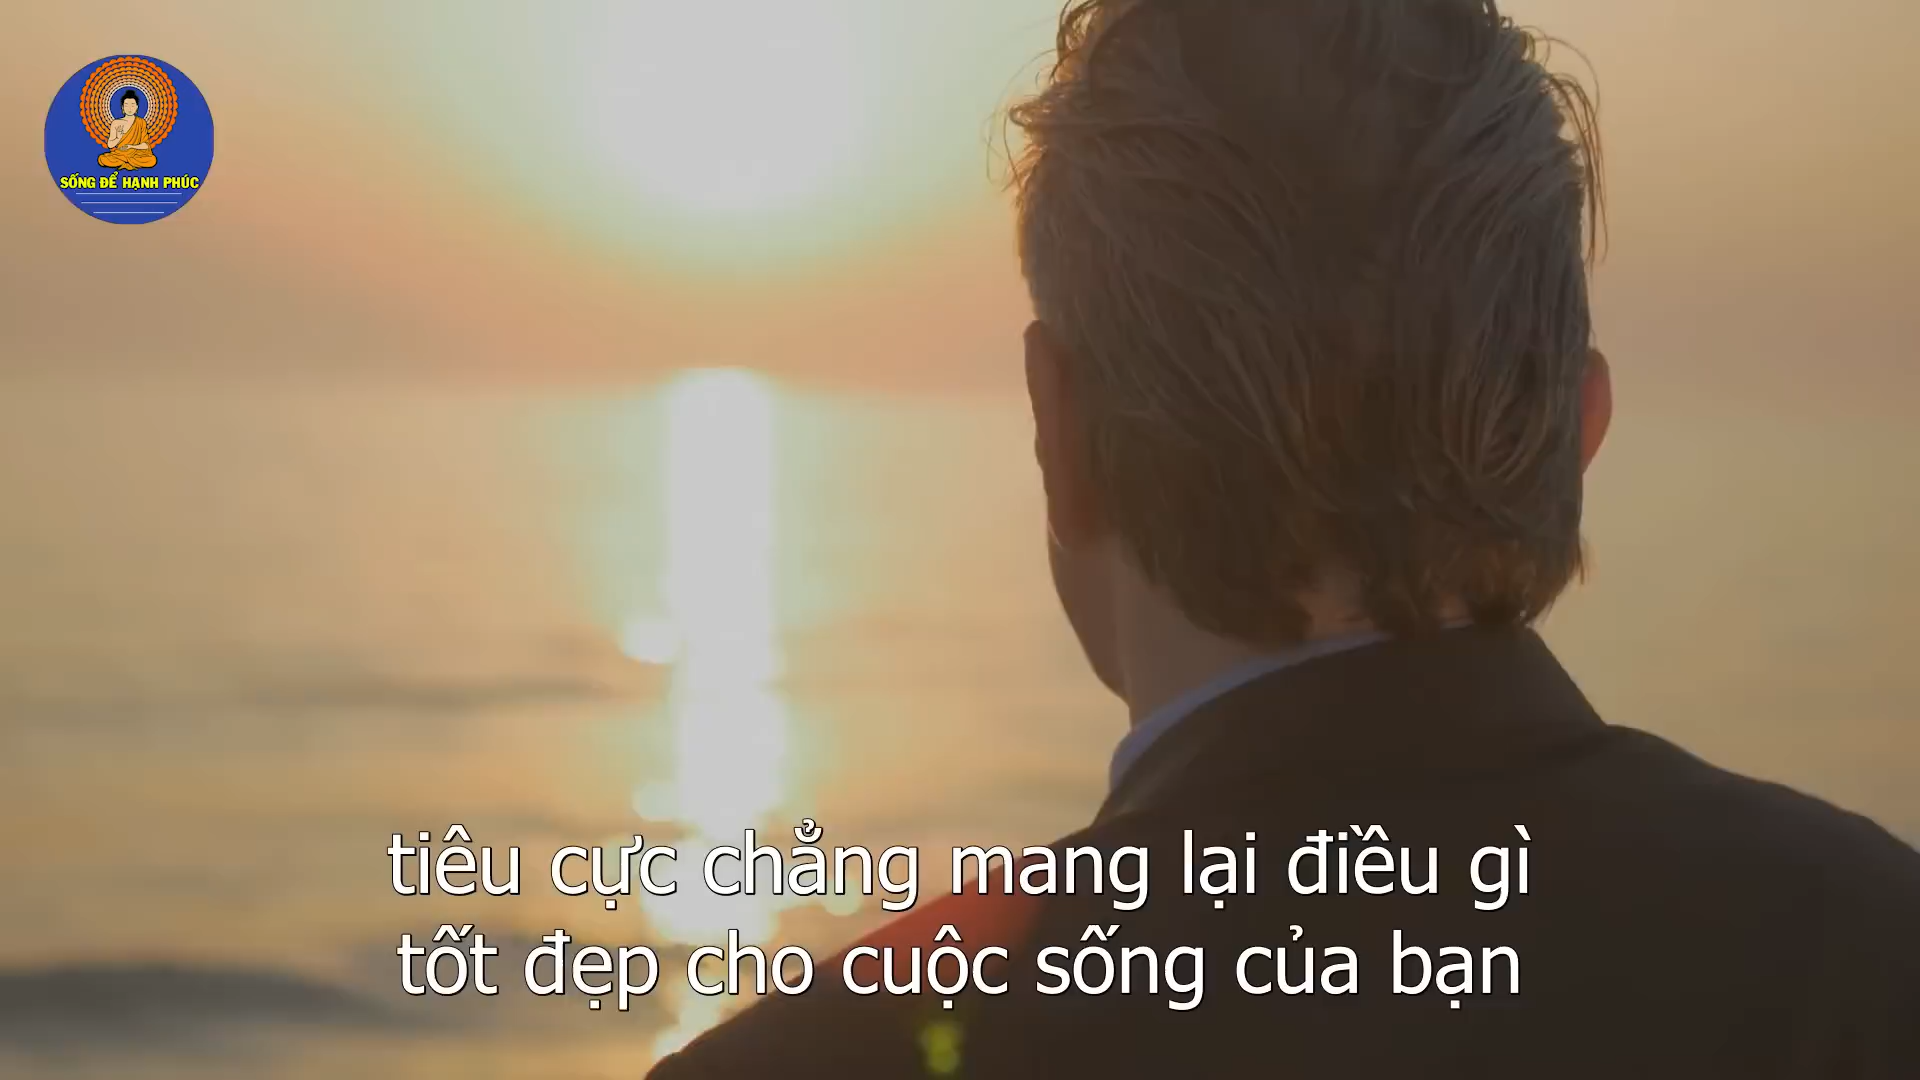 SỐNG ĐỂ HẠNH PHÚC
tiêu cực chẳng mang lại điều gì
tốt đẹp cho cuộc sống của bạn